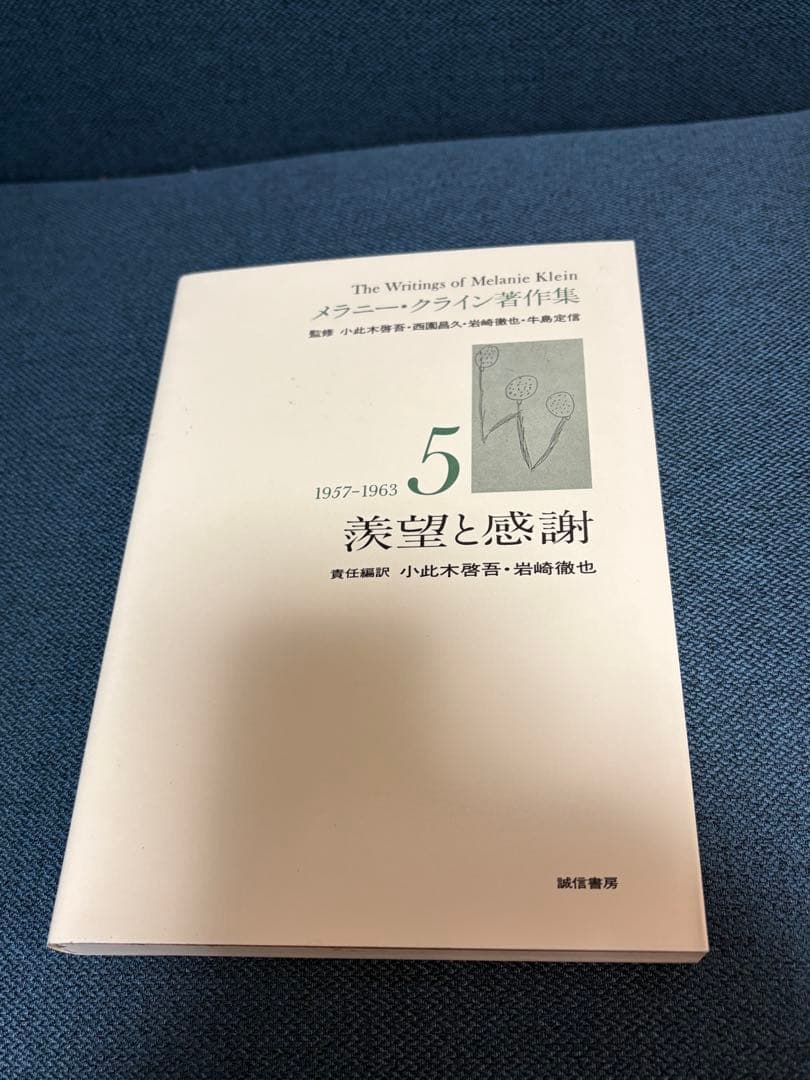 The Writings of Melanie Klein
メラニー・クライン著作集
監修 小此木啓吾・西園昌久・岩崎徹也・牛島定信
1957-1963 5
羨望と感謝
責任編訳 小此木啓吾・岩崎徹也
誠信書房